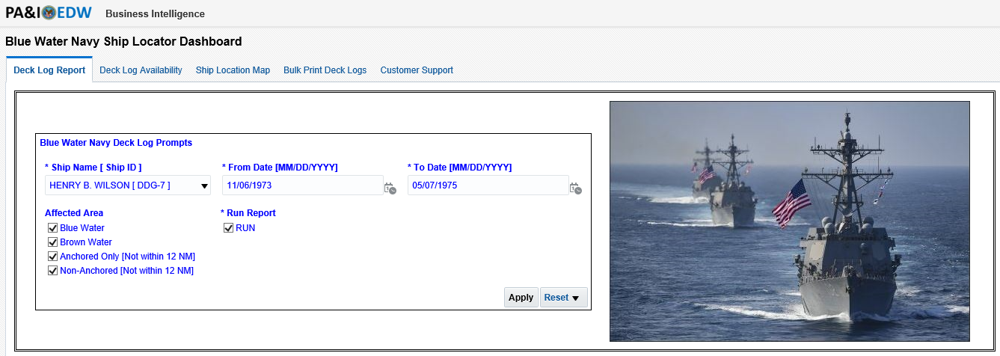 PA&I EDW Business Intelligence
Blue Water Navy Ship Locator Dashboard
Deck Log Report Deck Log Availability Ship Location Map Bulk Print Deck Logs Customer Support
Blue Water Navy Deck Log Prompts
* Ship Name [ Ship ID ] * From Date [MM/DD/YYYY] * To Date [MM/DD/YYYY]
HENRY B. WILSON [ DDG-7 ] 11/06/1973 05/07/1975
Affected Area * Run Report
Blue Water RUN
Brown Water
Anchored Only [Not within 12 NM]
Non-Anchored [Not within 12 NM]
Apply Reset